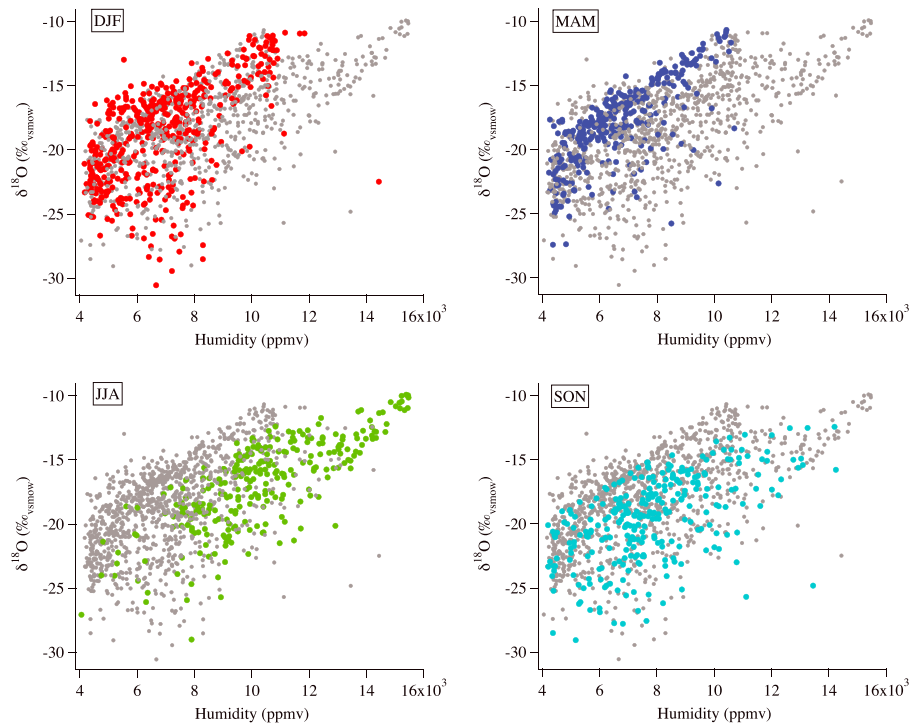 DJF
-10
-15
-20
-25
-30
δ18O (‰vsmow)
4 6 8 10 12 14 16x10³
Humidity (ppmv)
MAM
-10
-15
-20
-25
-30
δ18O (‰vsmow)
4 6 8 10 12 14 16x10³
Humidity (ppmv)
JJA
-10
-15
-20
-25
-30
δ18O (‰vsmow)
4 6 8 10 12 14 16x10³
Humidity (ppmv)
SON
-10
-15
-20
-25
-30
δ18O (‰vsmow)
4 6 8 10 12 14 16x10³
Humidity (ppmv)